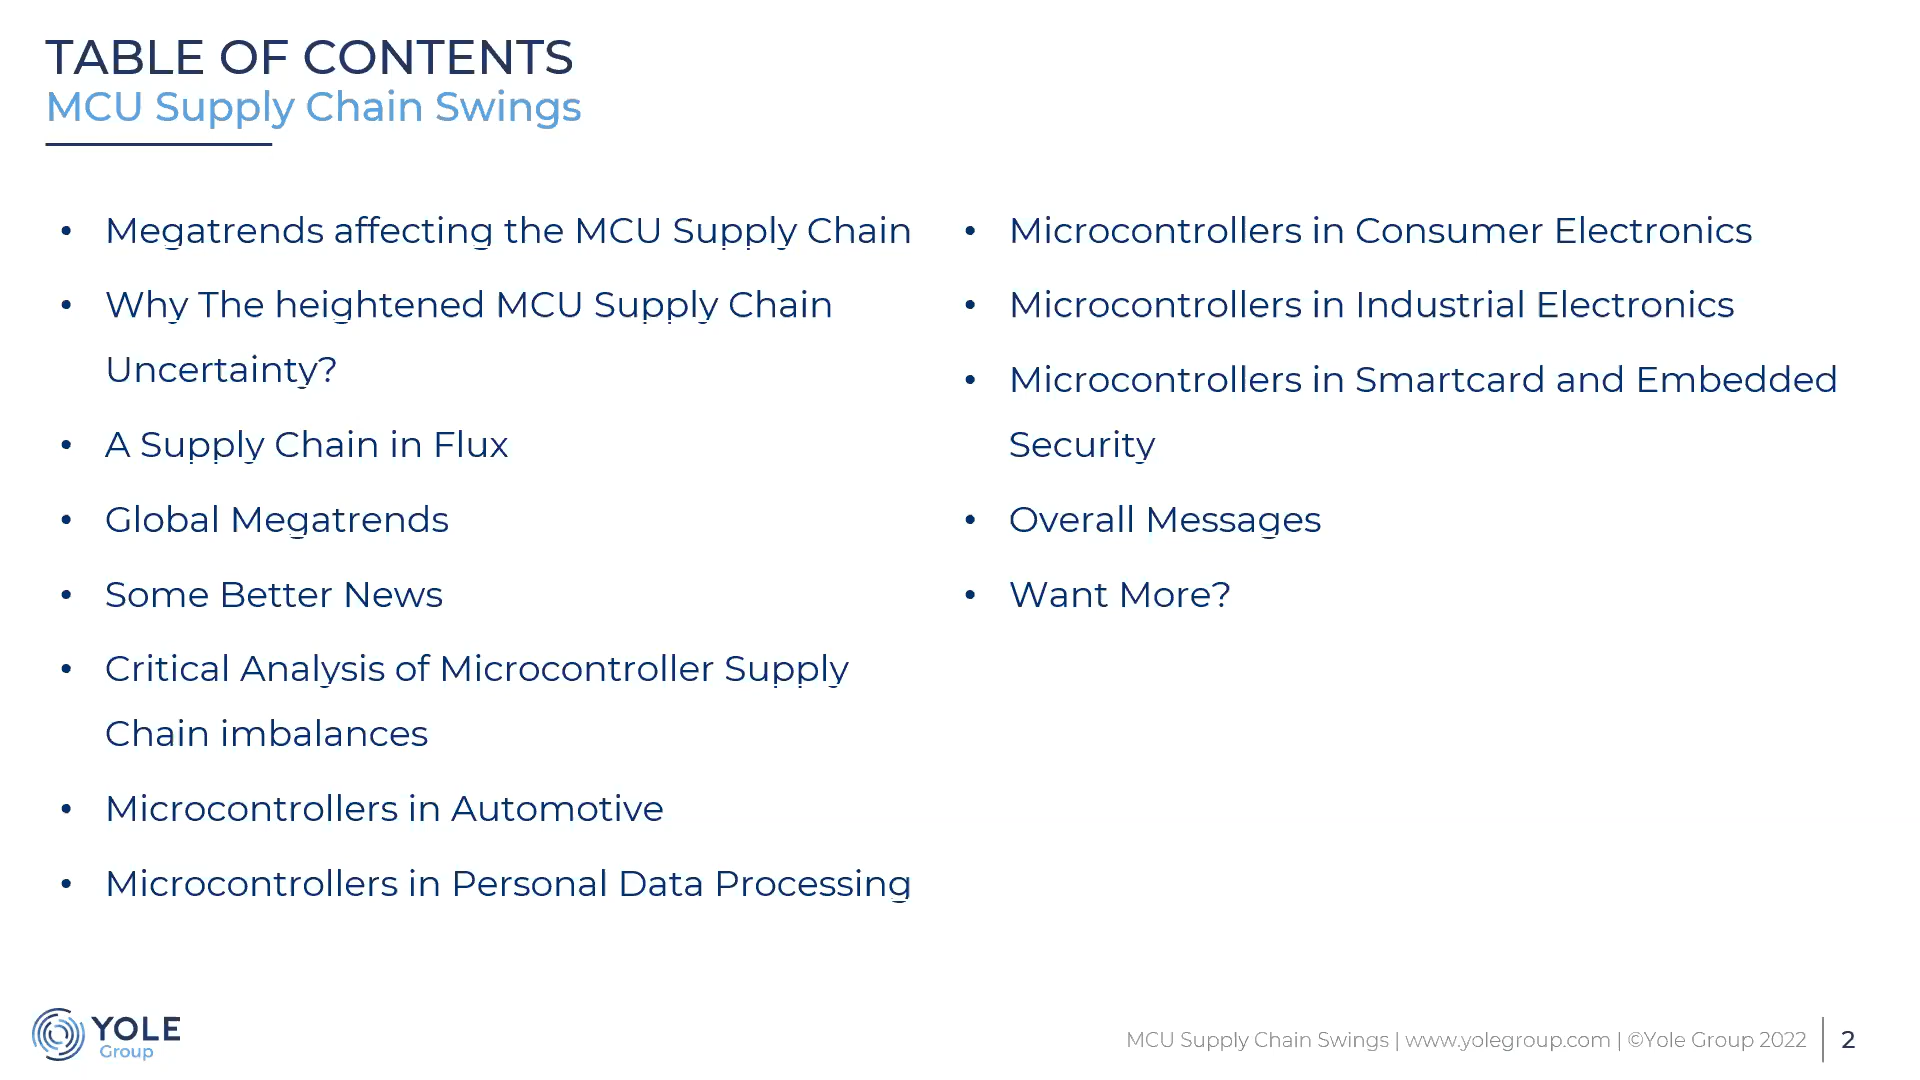 TABLE OF CONTENTS
MCU Supply Chain Swings
• Megatrends affecting the MCU Supply Chain
• Why The heightened MCU Supply Chain
Uncertainty?
• A Supply Chain in Flux
• Global Megatrends
• Some Better News
• Critical Analysis of Microcontroller Supply
Chain imbalances
• Microcontrollers in Automotive
• Microcontrollers in Personal Data Processing
• Microcontrollers in Consumer Electronics
• Microcontrollers in Industrial Electronics
• Microcontrollers in Smartcard and Embedded
Security
• Overall Messages
• Want More?
YOLE
Group
MCU Supply Chain Swings | www.yolegroup.com | ©Yole Group 2022 | 2